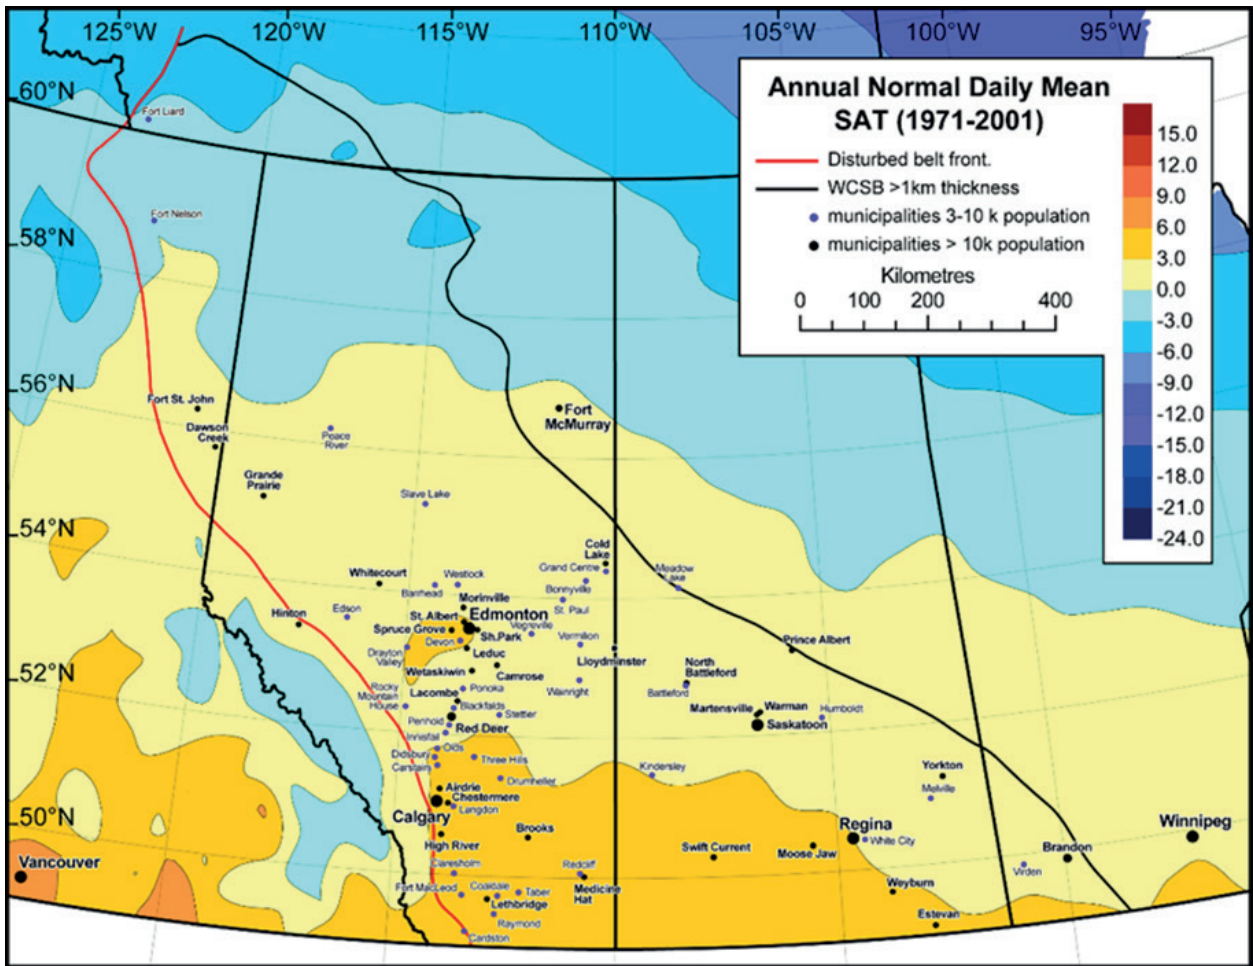 125°W 120°W 115°W 110°W 105°W 100°W 95°W
60°N
58°N
56°N
54°N
52°N
50°N
Annual Normal Daily Mean
SAT (1971-2001)
Disturbed belt front.
WCSB >1km thickness
municipalities 3-10 k population
municipalities > 10k population
Kilometres
0 100 200 400
15.0
12.0
9.0
6.0
3.0
0.0
-3.0
-6.0
-9.0
-12.0
-15.0
-18.0
-21.0
-24.0
Fort Liard
Fort Nelson
Fort St. John
Dawson
Creek
Peace
River
Fort
McMurray
Grande
Prairie
Slave Lake
Cold
Lake
Grand Centre
Meadow
Lake
Whitecourt
Westlock
Barrhead
Bonnyville
Morinville
St. Paul
Hinton
Edson
St. Albert
Edmonton
Spruce Grove
Vegreville
Devon
Sh.Park
Vermilion
Prince Albert
Drayton
Valley
Leduc
Lloydminster
North
Battleford
Wetaskiwin
Camrose
Battleford
Rocky
Mountain
House
Lacombe
Ponoka
Wainright
Blackfalds
Stettler
Martensville
Warman
Humboldt
Penhold
Red Deer
Saskatoon
Innisfail
Didsbury
Olds
Three Hills
Carstairs
Kindersley
Yorkton
Drumheller
Melville
Airdrie
Chestermere
Langdon
Calgary
Brooks
Regina
White City
Winnipeg
High River
Swift Current
Moose Jaw
Brandon
Vancouver
Claresholm
Redcliff
Virden
Fort MacLeod
Coaldale
Taber
Medicine
Hat
Weyburn
Lethbridge
Raymond
Estevan
Cardston